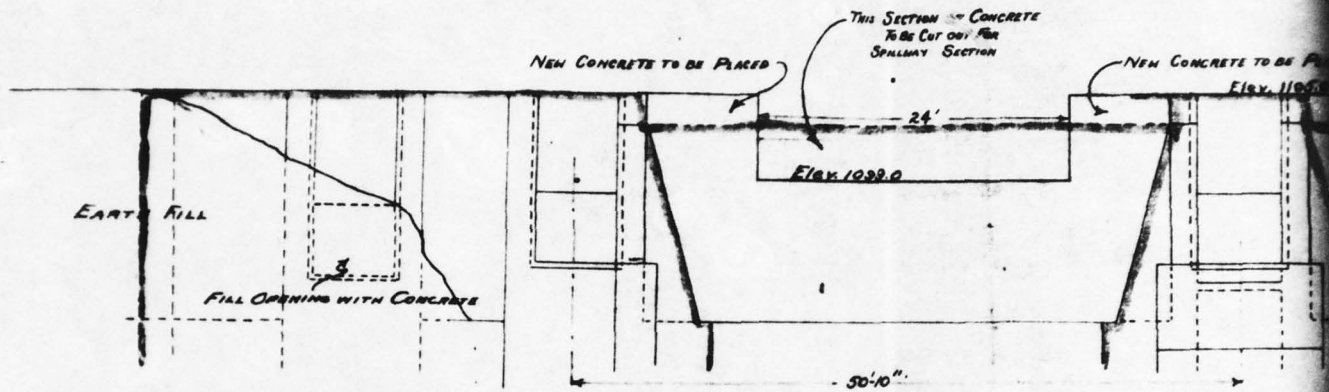 THIS SECTION OF CONCRETE
TO BE CUT OUT FOR
SPILLWAY SECTION
NEW CONCRETE TO BE PLACED
NEW CONCRETE TO BE
24'
Elev. 1099.0
EARTH FILL
FILL OPENING WITH CONCRETE
50'-10"